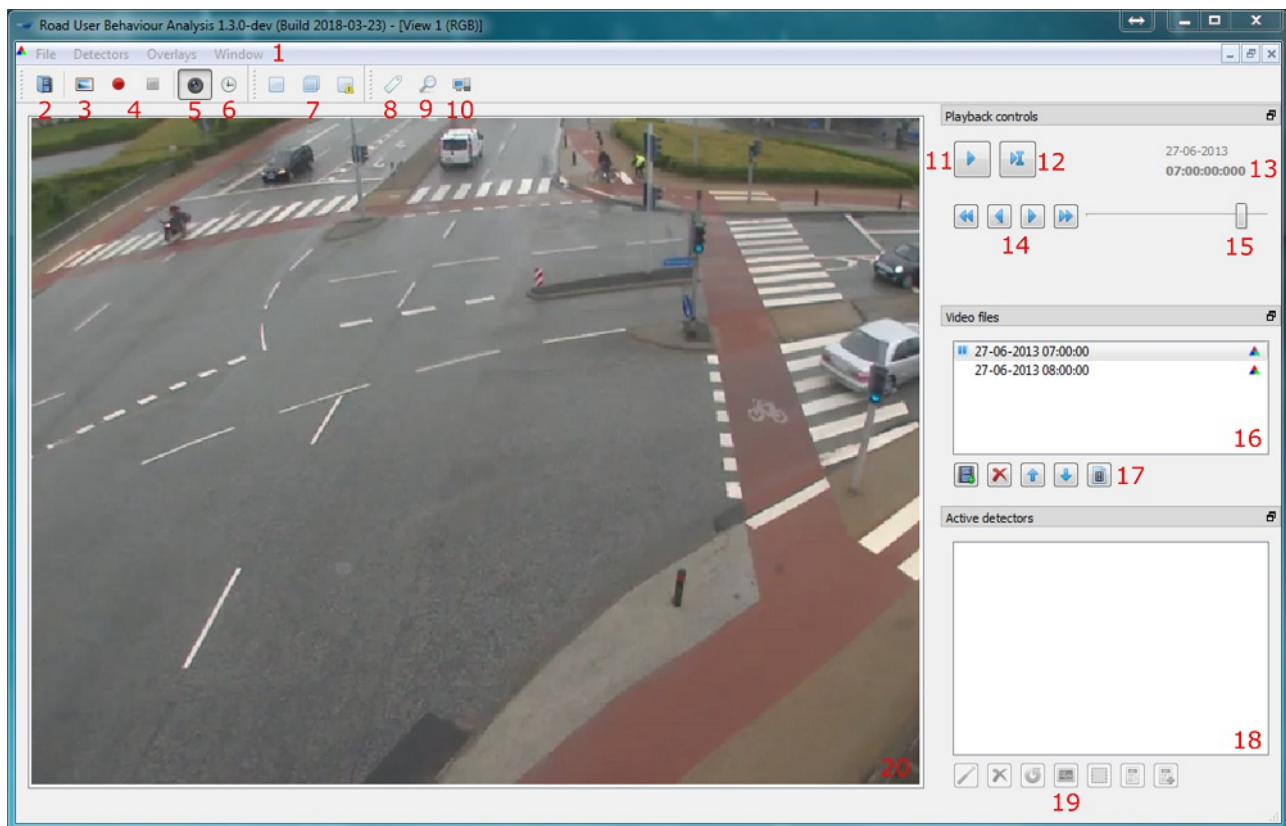 Road User Behaviour Analysis 1.3.0-dev (Build 2018-03-23) - [View 1 (RGB)]
File Detectors Overlays Window 1
2 3 4 5 6 7 8 9 10
Playback controls
11 12
27-06-2013
07:00:00:000 13
14 15
Video files
27-06-2013 07:00:00
27-06-2013 08:00:00
16
17
Active detectors
18
19
20